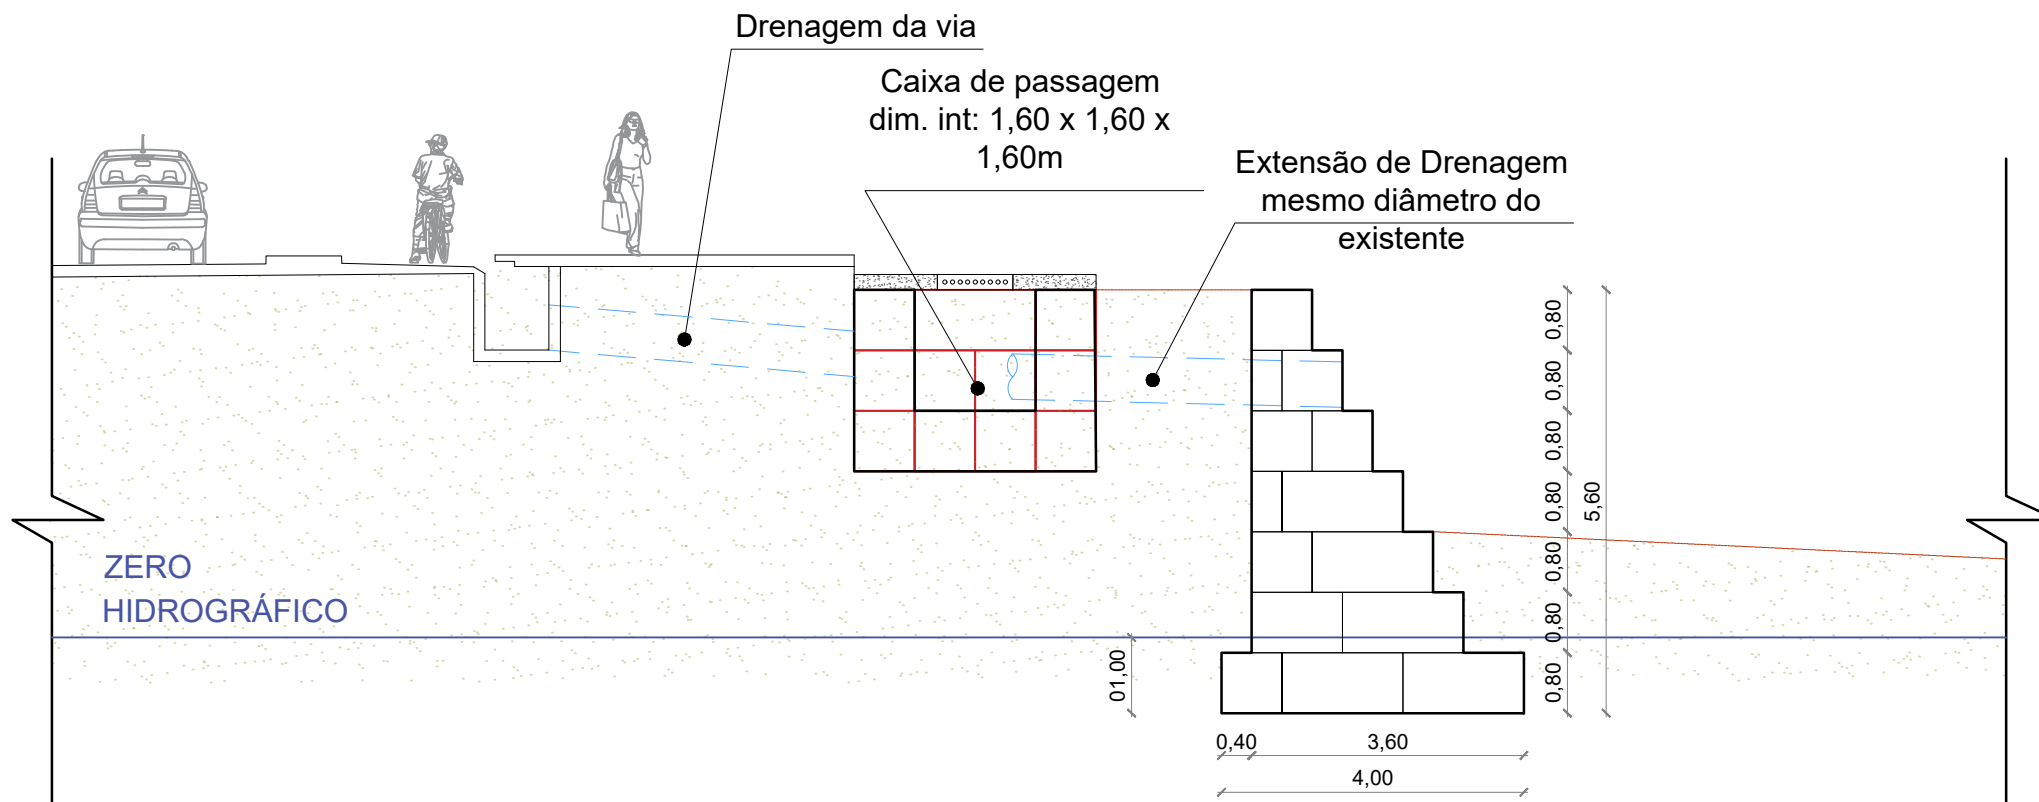 Drenagem da via
Caixa de passagem
dim. int: 1,60 x 1,60 x
1,60m
Extensão de Drenagem
mesmo diâmetro do
existente
0,80
0,80
0,80
0,80
0,80
0,80
0,80
5,60
ZERO
HIDROGRÁFICO
01,00
0,40
3,60
4,00